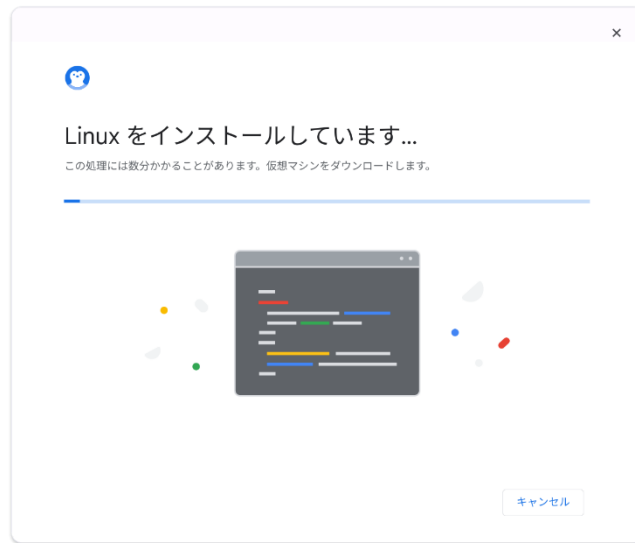 Linux をインストールしています...
この処理には数分かかることがあります。仮想マシンをダウンロードします。
キャンセル